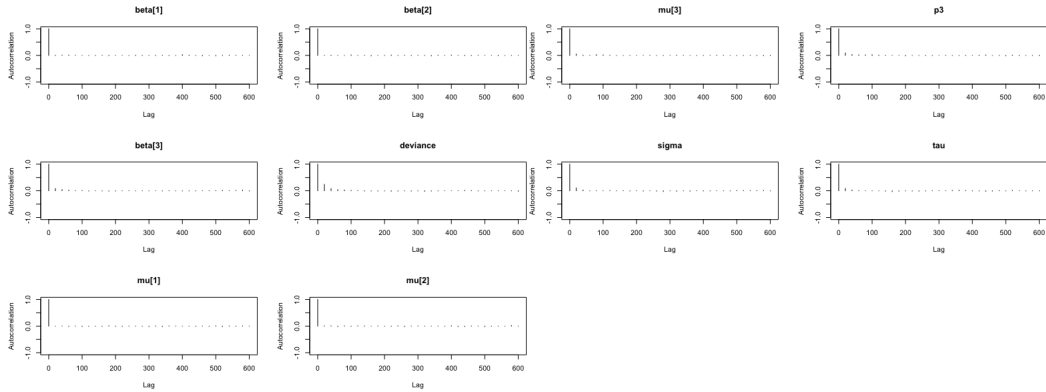 beta[1] beta[2] mu[3] p3
Autocorrelation Autocorrelation Autocorrelation Autocorrelation
1.0 1.0 1.0 1.0
0.0 0.0 0.0 0.0
-1.0 -1.0 -1.0 -1.0
0 100 200 300 400 500 600 0 100 200 300 400 500 600 0 100 200 300 400 500 600 0 100 200 300 400 500 600
Lag Lag Lag Lag
beta[3] deviance sigma tau
Autocorrelation Autocorrelation Autocorrelation Autocorrelation
1.0 1.0 1.0 1.0
0.0 0.0 0.0 0.0
-1.0 -1.0 -1.0 -1.0
0 100 200 300 400 500 600 0 100 200 300 400 500 600 0 100 200 300 400 500 600 0 100 200 300 400 500 600
Lag Lag Lag Lag
mu[1] mu[2]
Autocorrelation Autocorrelation
1.0 1.0
0.0 0.0
-1.0 -1.0
0 100 200 300 400 500 600 0 100 200 300 400 500 600
Lag Lag